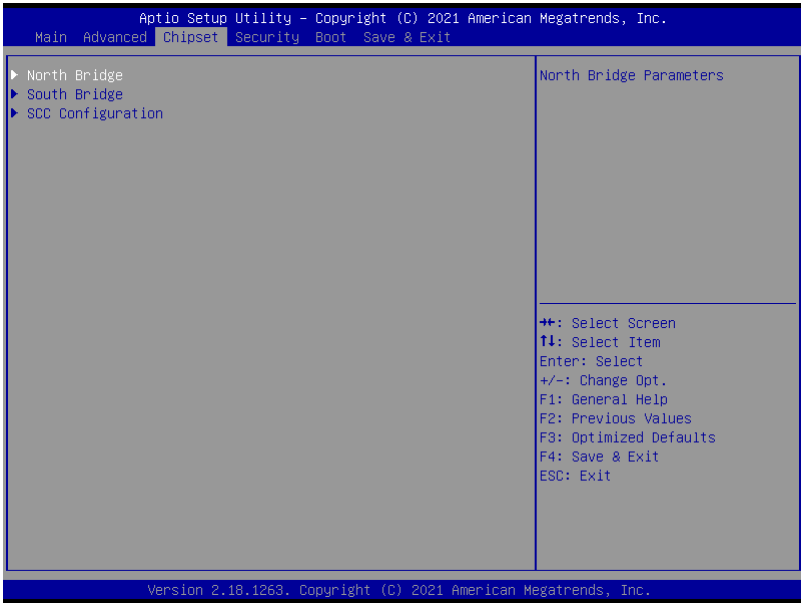 Aptio Setup Utility – Copyright (C) 2021 American Megatrends, Inc.
Main Advanced Chipset Security Boot Save & Exit
North Bridge
South Bridge
SCC Configuration
North Bridge Parameters
→←: Select Screen
↑↓: Select Item
Enter: Select
+/-: Change Opt.
F1: General Help
F2: Previous Values
F3: Optimized Defaults
F4: Save & Exit
ESC: Exit
Version 2.18.1263. Copyright (C) 2021 American Megatrends, Inc.